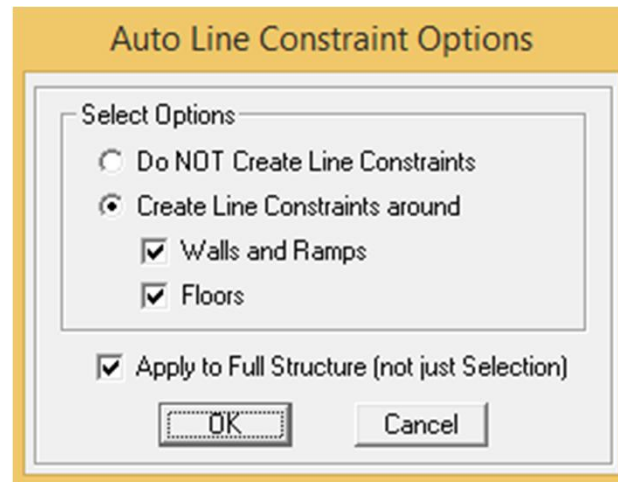 Auto Line Constraint Options
Select Options
Do NOT Create Line Constraints
Create Line Constraints around
Walls and Ramps
Floors
Apply to Full Structure (not just Selection)
OK Cancel